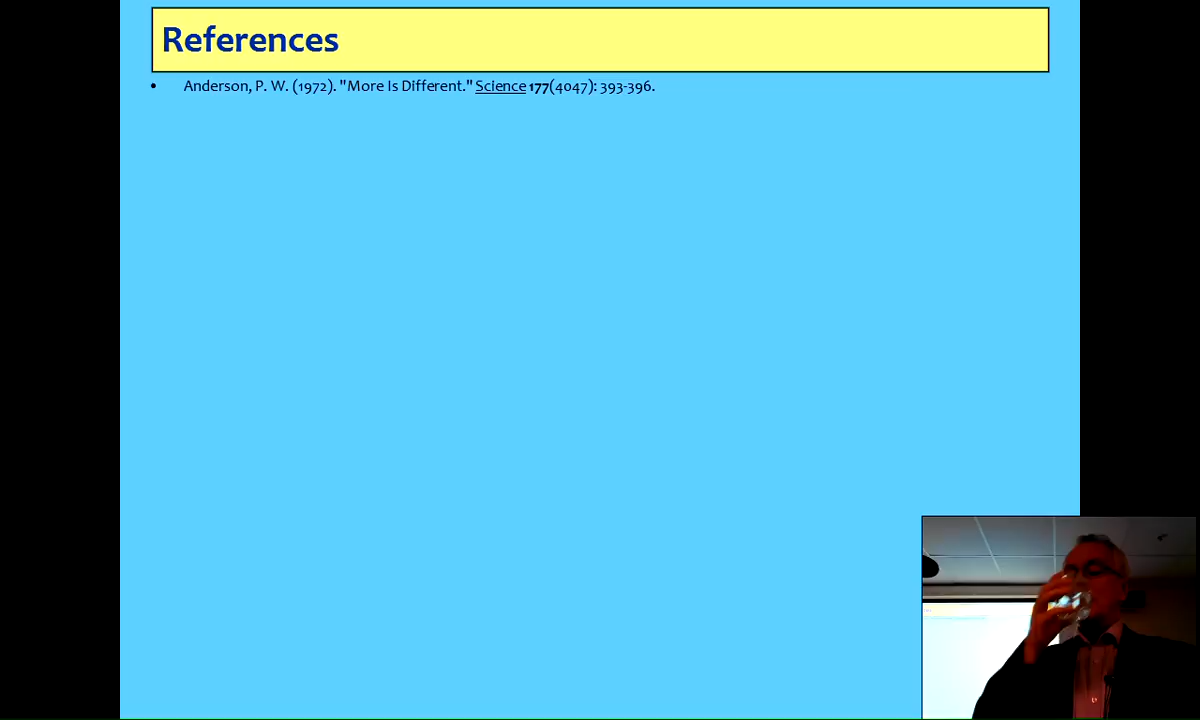 References
• Anderson, P. W. (1972). "More Is Different." Science 177(4047): 393-396.